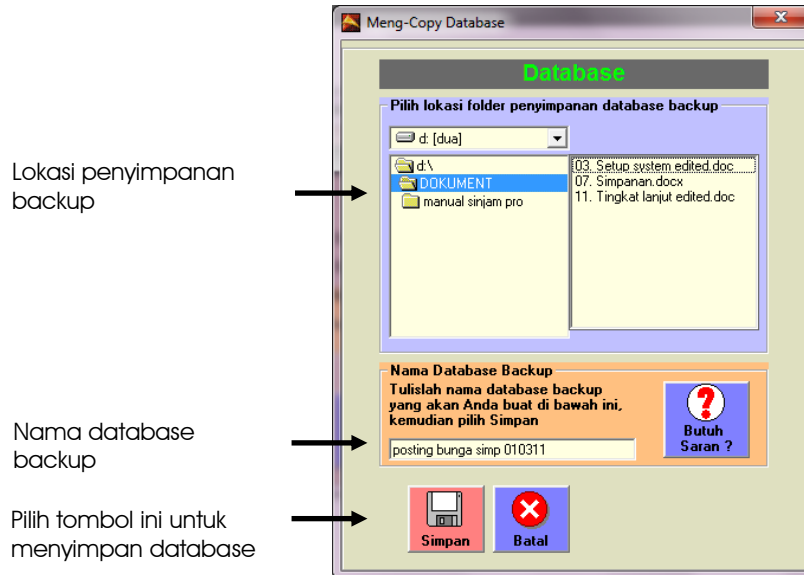 Meng-Copy Database
Database
Pilih lokasi folder penyimpanan database backup
d: [dua]
d:\
DOKUMENT
manual sinjam pro
03. Setup system edited.doc
07. Simpanan.docx
11. Tingkat lanjut edited.doc
Lokasi penyimpanan
backup
Nama Database Backup
Tulislah nama database backup
yang akan Anda buat di bawah ini,
kemudian pilih Simpan
Butuh
Saran ?
posting bunga simp 010311
Nama database
backup
Pilih tombol ini untuk
menyimpan database
Simpan
Batal